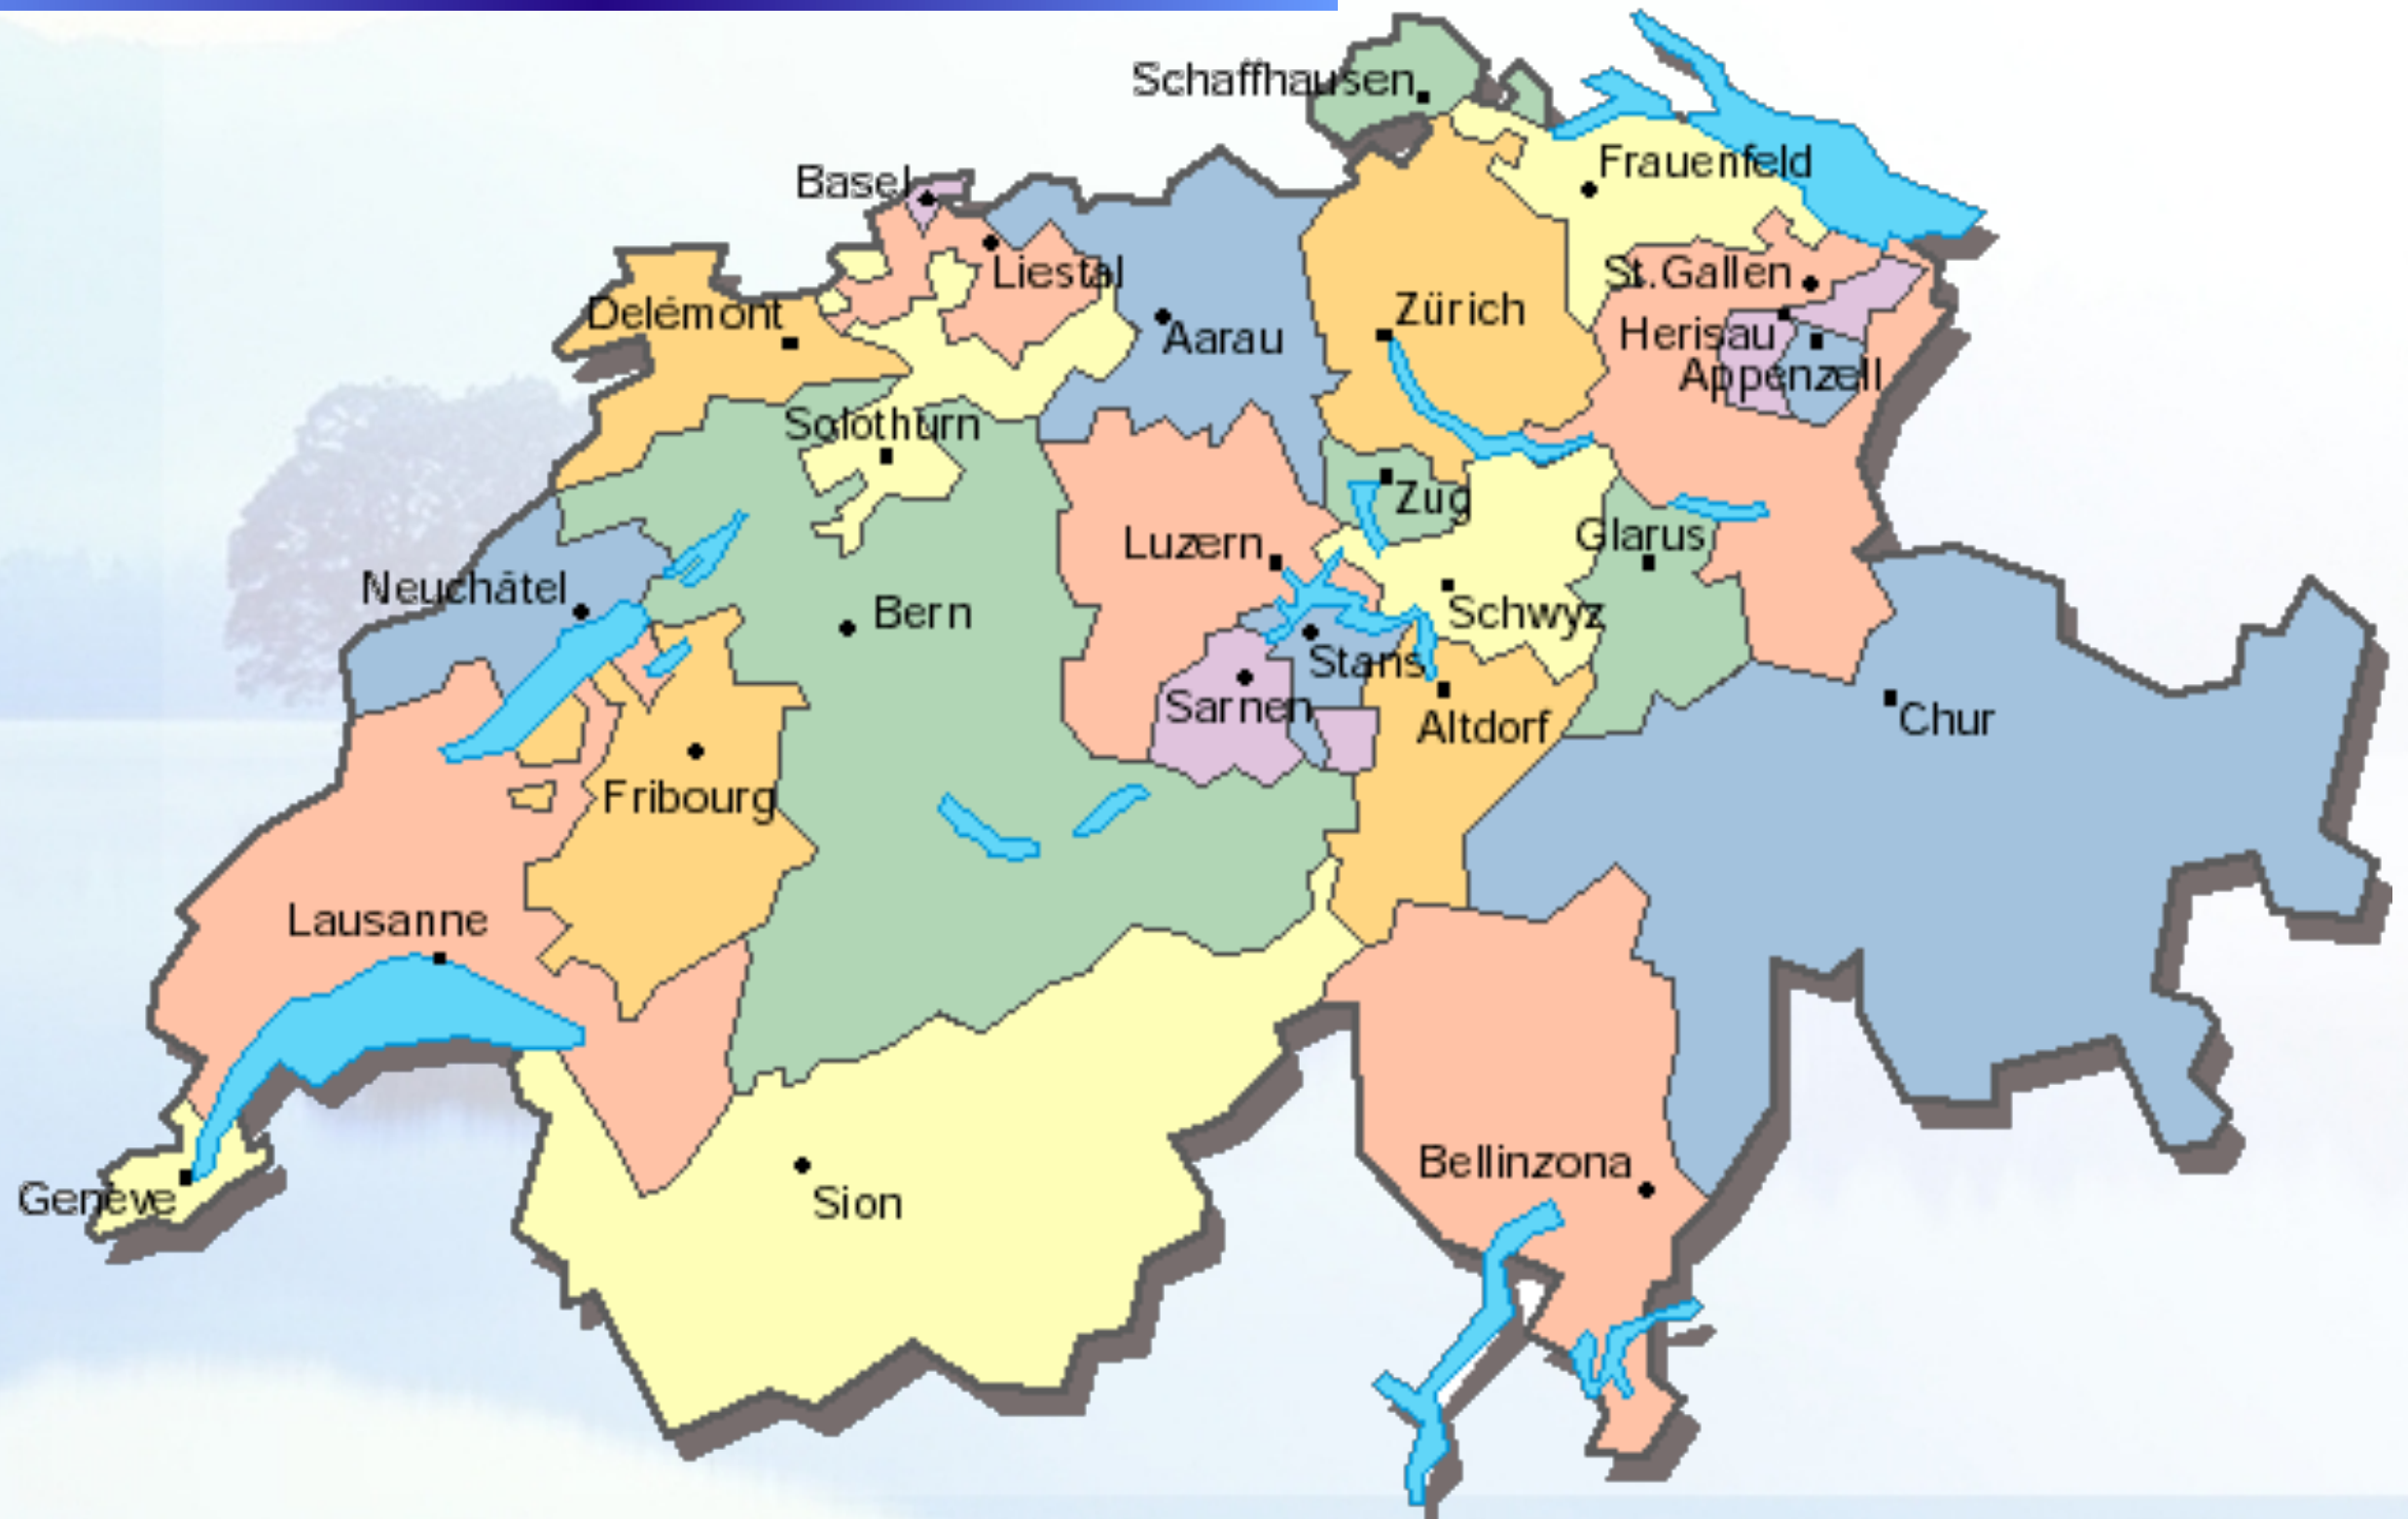 Schaffhausen
Frauenfeld
Basel
St.Gallen
Liestal
Delémont
Zürich
Herisau
Aarau
Appenzell
Solothurn
Zug
Glarus
Luzern
Neuchâtel
Bern
Schwyz
Stans
Sarnen
Altdorf
Chur
Fribourg
Lausanne
Bellinzona
Genève
Sion